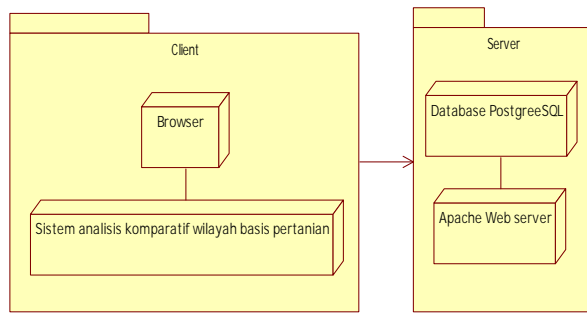 Client
Browser
Sistem analisis komparatif wilayah basis pertanian
Server
Database PostgreeSQL
Apache Web server